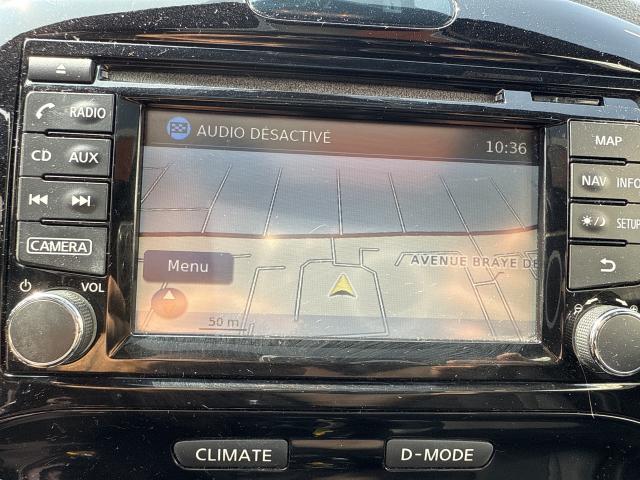 RADIO
CD AUX
CAMERA
VOL
AUDIO DÉSACTIVÉ
10:36
AVENUE BRAYE DE
Menu
50 m
MAP
NAV INFO
SETUP
CLIMATE
D-MODE